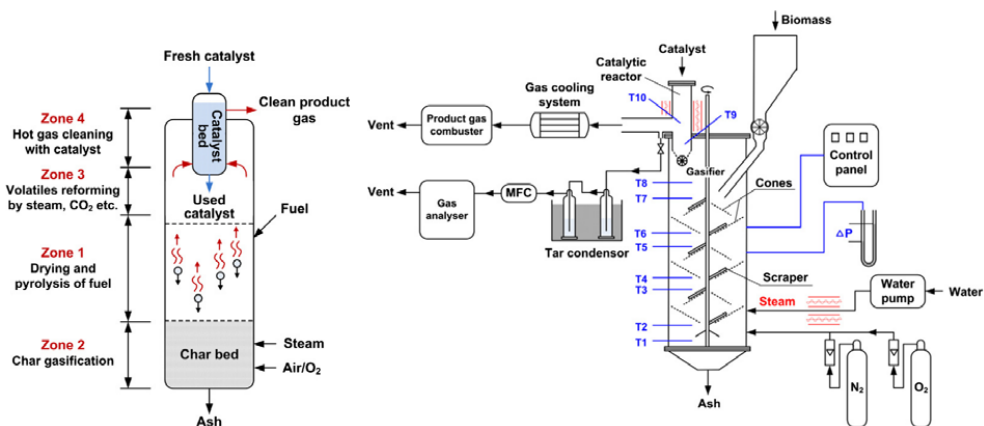 Fresh catalyst
Clean product
gas
Zone 4
Hot gas cleaning
with catalyst
Catalyst
bed
Zone 3
Volatiles reforming
by steam, CO₂ etc.
Used
catalyst
Fuel
Zone 1
Drying and
pyrolysis of fuel
Zone 2
Char gasification
Char bed
Steam
Air/O₂
Ash
Biomass
Catalyst
Catalytic
reactor
T10
T9
Gas cooling
system
Vent
Product gas
combuster
Gasifier
Control
panel
T8
T7
Cones
Vent
Gas
analyser
MFC
Tar condensor
T6
T5
ΔP
T4
T3
Scraper
Steam
Water
pump
Water
T2
T1
N₂
O₂
Ash